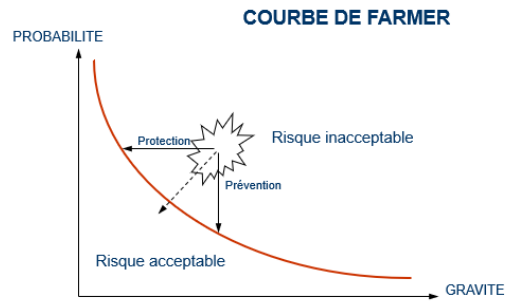 COURBE DE FARMER
PROBABILITE
Protection
Risque inacceptable
Prévention
Risque acceptable
GRAVITE